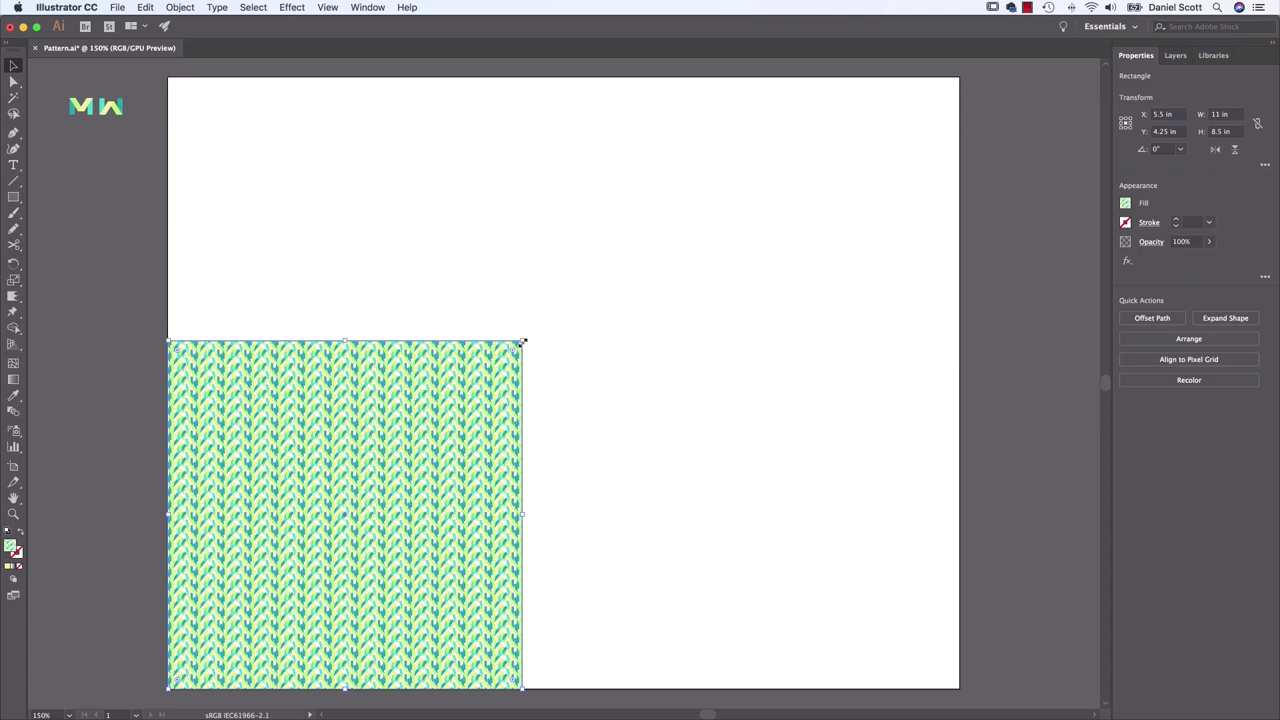 Illustrator CC File Edit Object Type Select Effect View Window Help Daniel Scott
Ai Br St Essentials Search Adobe Stock
Pattern.ai* @ 150% (RGB/GPU Preview)
Properties Layers Libraries
Rectangle
MW
Transform
X: 5.5 in W: 11 in
Y: 4.25 in H: 8.5 in
0°
Appearance
Fill
Stroke
Opacity 100%
fx.
Quick Actions
Offset Path Expand Shape
Arrange
Align to Pixel Grid
Recolor
150% 1 sRGB IEC61966-2.1